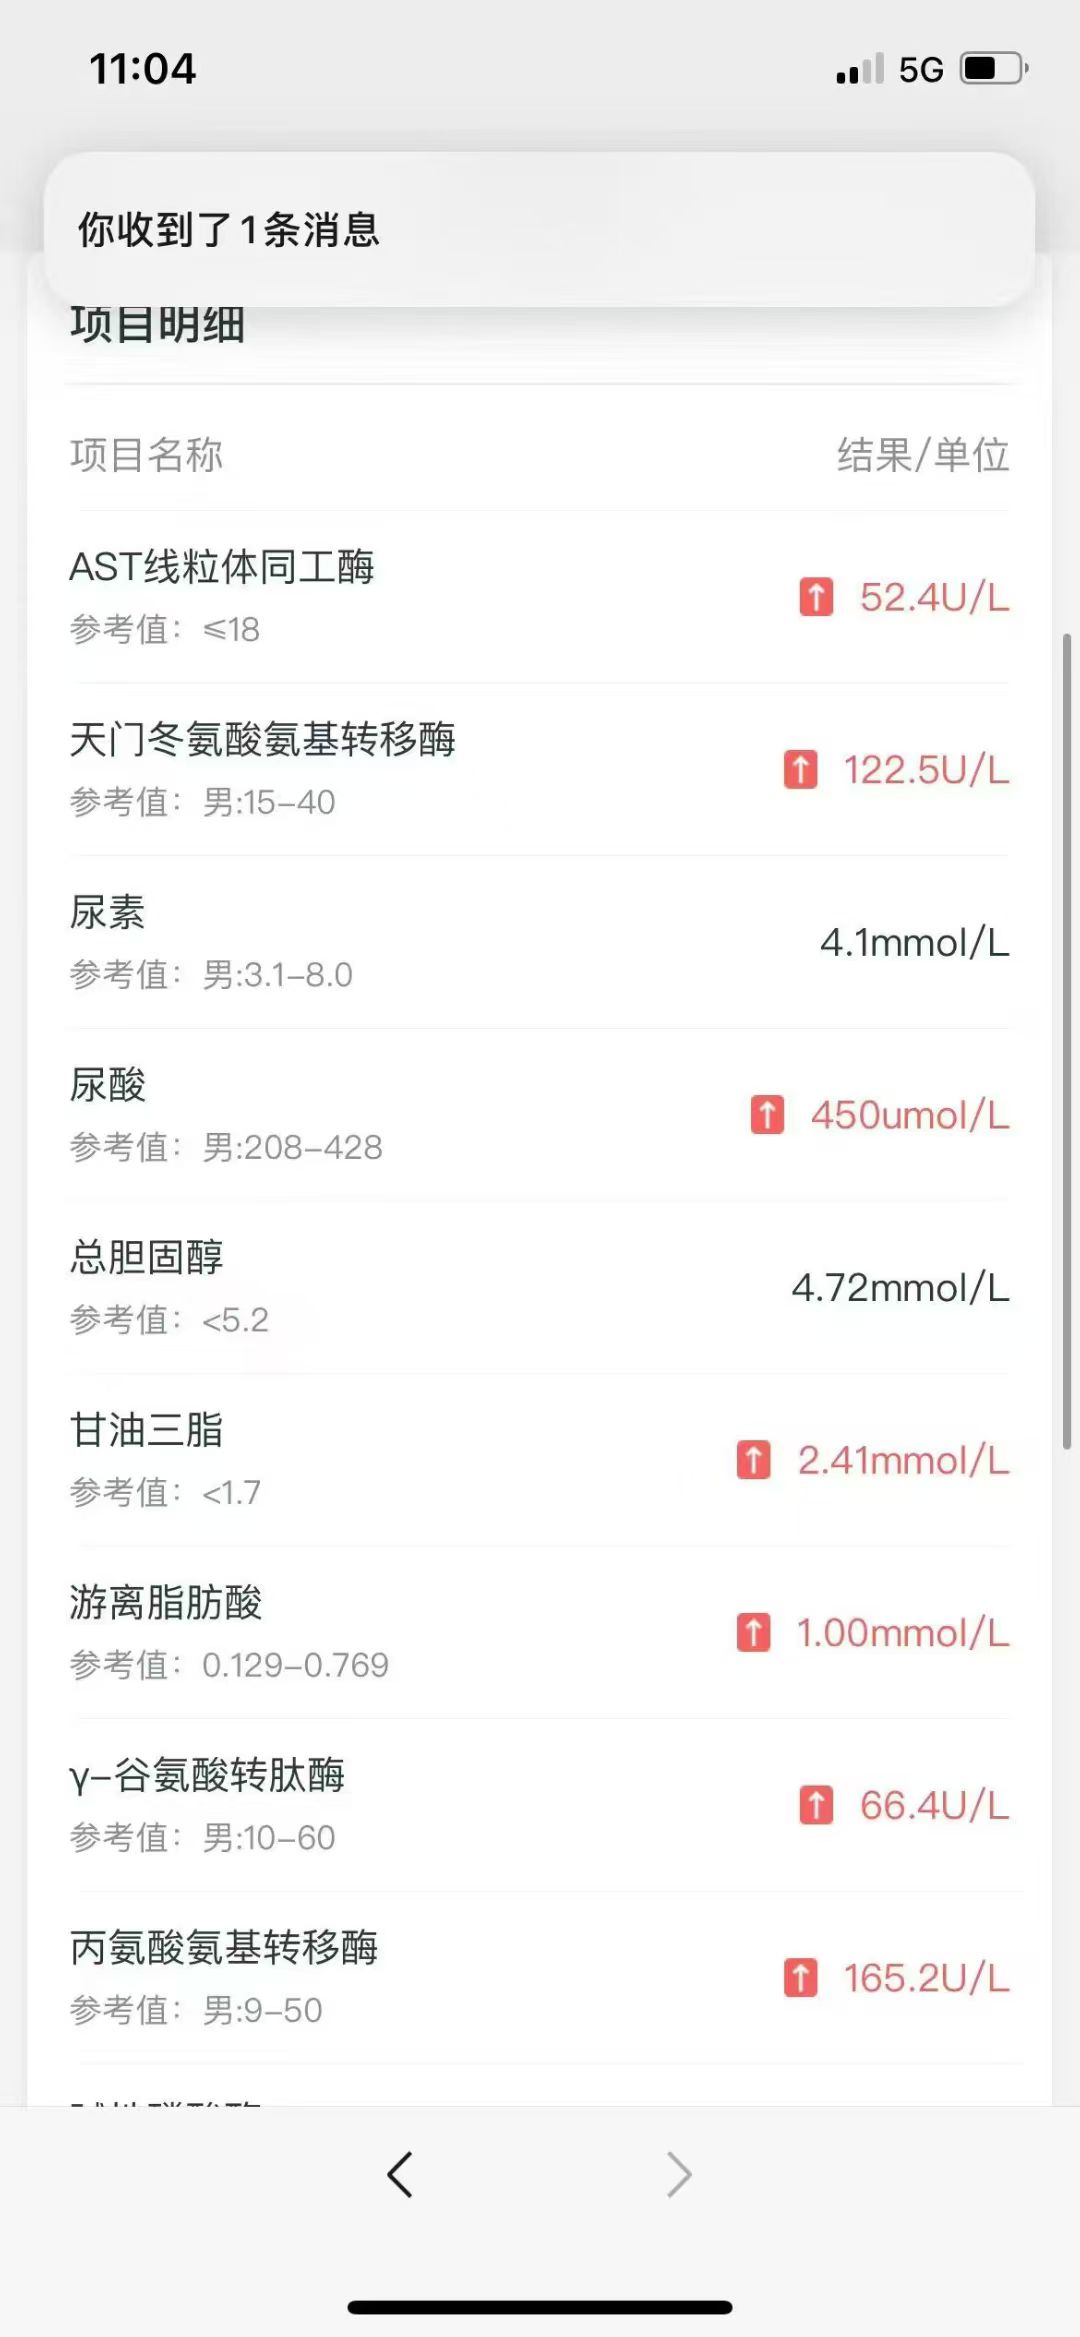 11:04
5G
你收到了1条消息
项目明细
项目名称
结果/单位
AST线粒体同工酶
参考值：≤18
↑ 52.4U/L
天门冬氨酸氨基转移酶
参考值：男:15-40
↑ 122.5U/L
尿素
参考值：男:3.1-8.0
4.1mmol/L
尿酸
参考值：男:208-428
↑ 450umol/L
总胆固醇
参考值：<5.2
4.72mmol/L
甘油三脂
参考值：<1.7
↑ 2.41mmol/L
游离脂肪酸
参考值：0.129-0.769
↑ 1.00mmol/L
γ-谷氨酸转肽酶
参考值：男:10-60
↑ 66.4U/L
丙氨酸氨基转移酶
参考值：男:9-50
↑ 165.2U/L